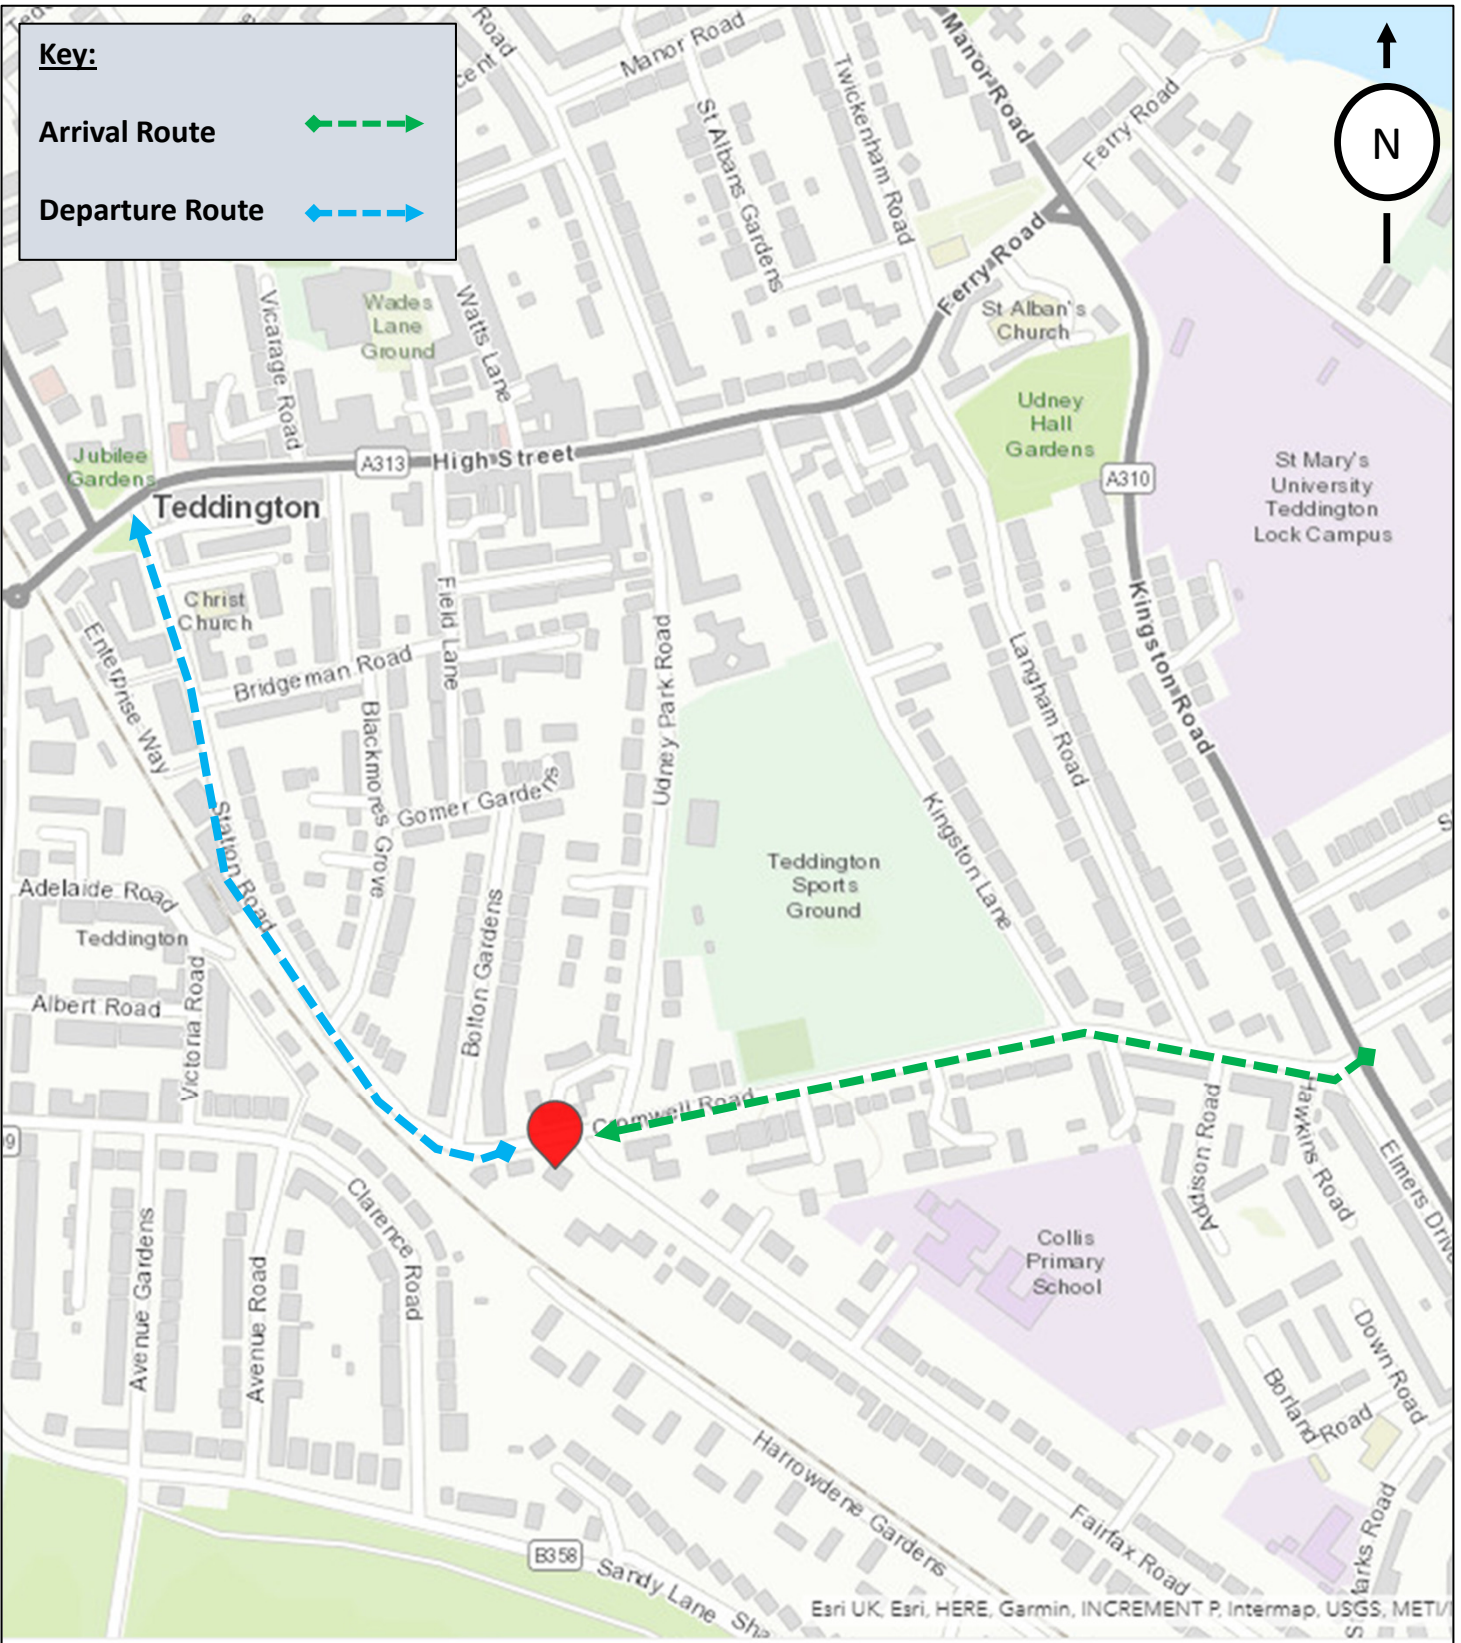 Key:
Arrival Route
Departure Route
N
Road
Manor Road
Manor Road
Twickenham Road
St Albans Gardens
Ferry Road
Ferry Road
St Alban's
Church
Wades
Lane
Ground
Watts Lane
Vicarage Road
Udney
Hall
Gardens
A310
St Mary's
University
Teddington
Lock Campus
Jubilee
Gardens
A313
High Street
Teddington
Christ
Church
Field Lane
Enterprise Way
Bridgeman Road
Udney Park Road
Blackmores Grove
Gomer Gardens
Langham Road
Kingston Road
Kingston Lane
Station Road
Teddington
Sports
Ground
Adelaide Road
Teddington
Albert Road
Victoria Road
Bolton Gardens
Cromwell Road
Addison Road
Hawkins Road
Elmers Drive
Clarence Road
Avenue Gardens
Avenue Road
Collis
Primary
School
Down Road
Borland
Road
Harrowdene Gardens
Fairfax Road
B358
Sandy Lane
Esri UK, Esri, HERE, Garmin, INCREMENT P, Intermap, USGS, METI/